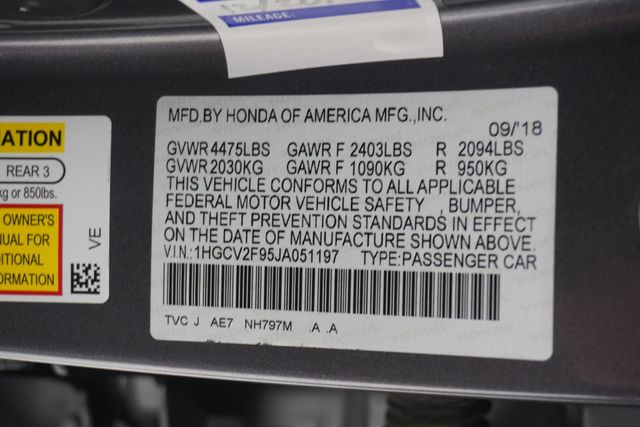 MILEAGE:
MFD.BY HONDA OF AMERICA MFG.,INC.
09/'18
GVWR 4475LBS GAWR F 2403LBS R 2094LBS
GVWR 2030KG GAWR F 1090KG R 950KG
THIS VEHICLE CONFORMS TO ALL APPLICABLE
FEDERAL MOTOR VEHICLE SAFETY , BUMPER,
AND THEFT PREVENTION STANDARDS IN EFFECT
ON THE DATE OF MANUFACTURE SHOWN ABOVE.
V.I.N.:1HGCV2F95JA051197 TYPE:PASSENGER CAR
TVC J AE7 NH797M .A .A
MATION
REAR 3
kg or 850lbs.
OWNER'S
NUAL FOR
DITIONAL
ORMATION
VE